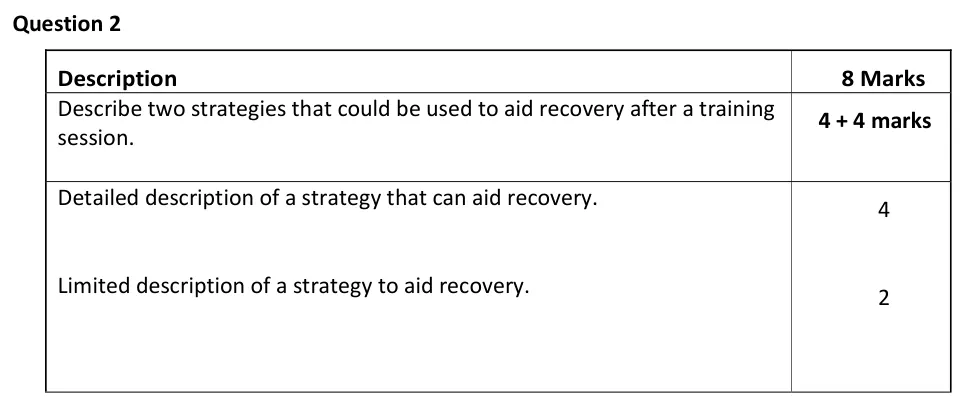 Question 2
Description 8 Marks
Describe two strategies that could be used to aid recovery after a training 4 + 4 marks
session.
Detailed description of a strategy that can aid recovery. 4
Limited description of a strategy to aid recovery. 2